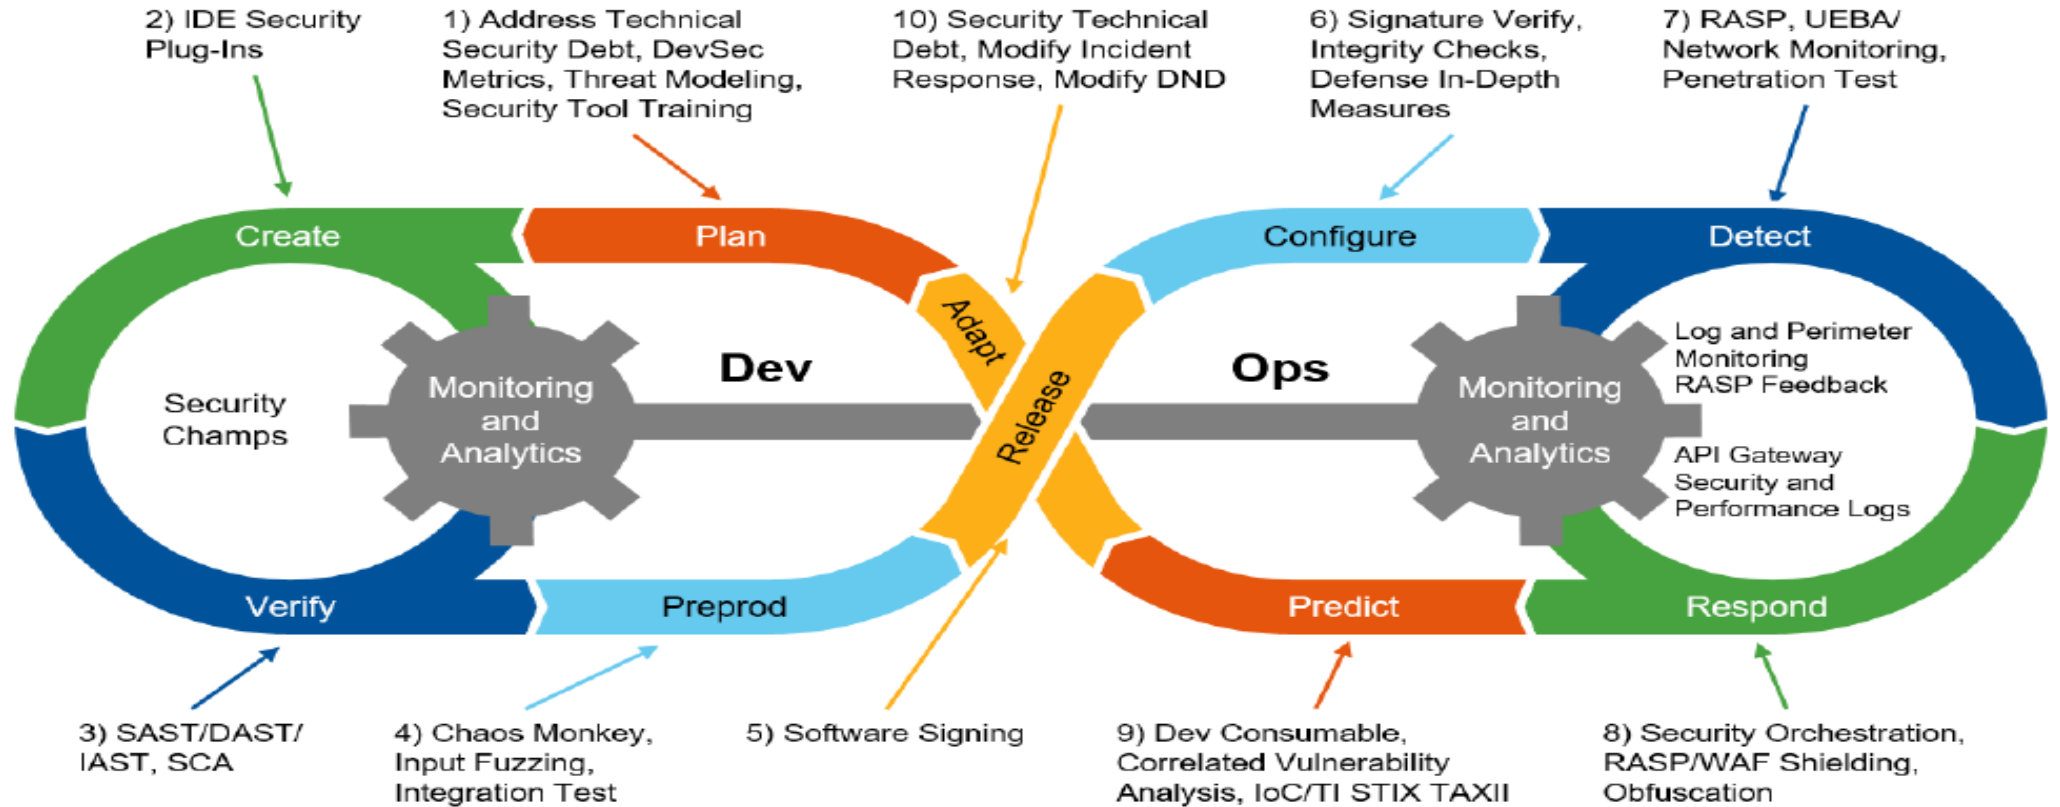 2) IDE Security
Plug-Ins
1) Address Technical
Security Debt, DevSec
Metrics, Threat Modeling,
Security Tool Training
10) Security Technical
Debt, Modify Incident
Response, Modify DND
6) Signature Verify,
Integrity Checks,
Defense In-Depth
Measures
7) RASP, UEBA/
Network Monitoring,
Penetration Test
Create
Plan
Adapt
Release
Configure
Detect
Security
Champs
Monitoring
and
Analytics
Dev
Ops
Monitoring
and
Analytics
Log and Perimeter
Monitoring
RASP Feedback
API Gateway
Security and
Performance Logs
Verify
Preprod
Predict
Respond
3) SAST/DAST/
IAST, SCA
4) Chaos Monkey,
Input Fuzzing,
Integration Test
5) Software Signing
9) Dev Consumable,
Correlated Vulnerability
Analysis, IoC/TI STIX TAXII
8) Security Orchestration,
RASP/WAF Shielding,
Obfuscation